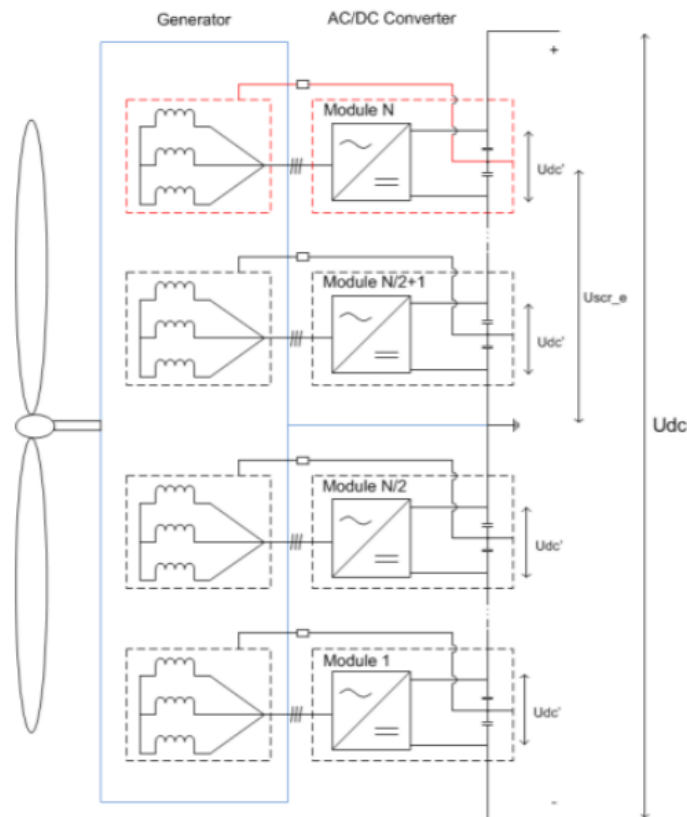 Generator
AC/DC Converter
+
Module N
Udc'
Uscr_e
Module N/2+1
Udc'
Udc
Module N/2
Udc'
Module 1
Udc'
-